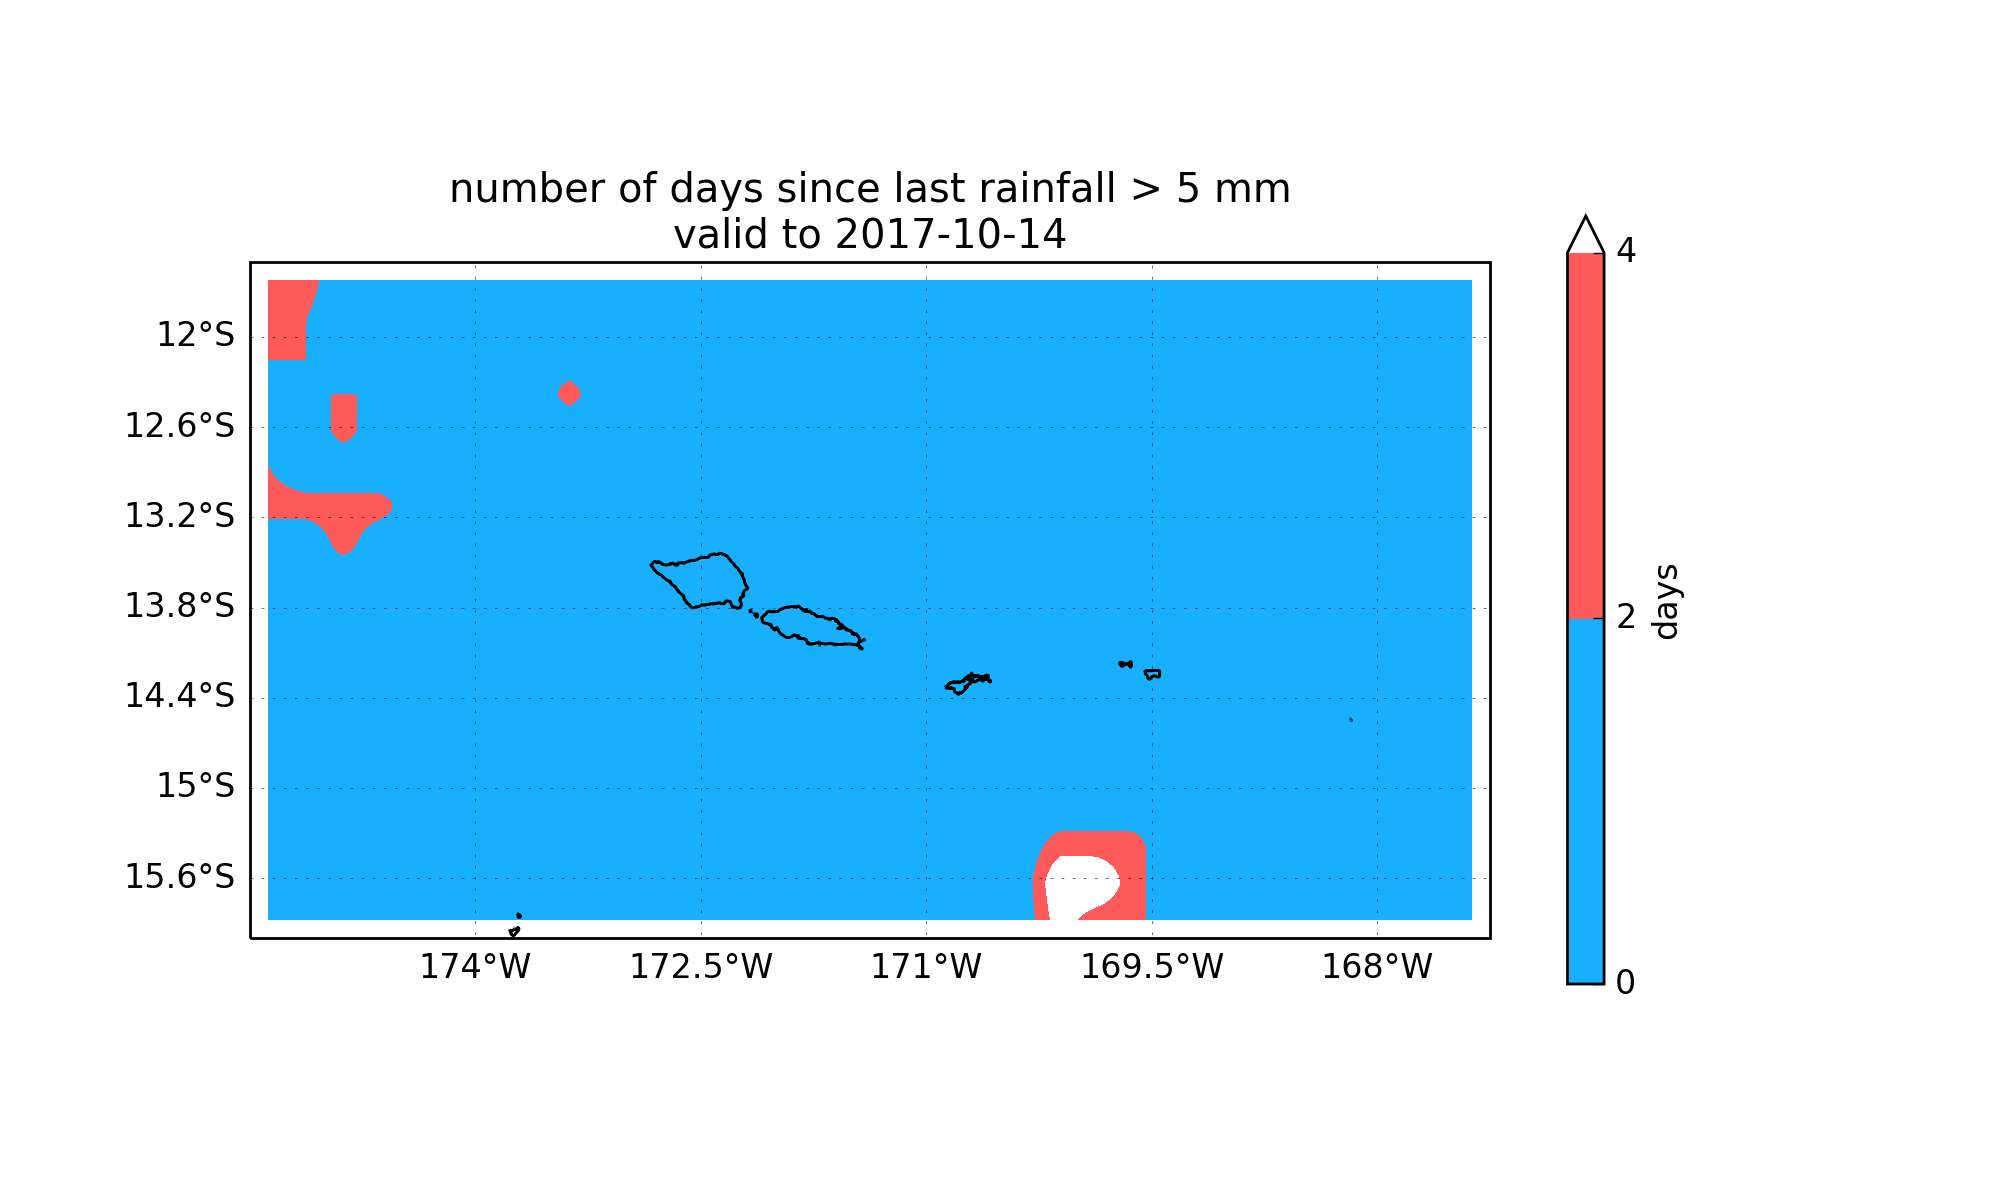 number of days since last rainfall > 5 mm
valid to 2017-10-14
12°S
12.6°S
13.2°S
13.8°S
14.4°S
15°S
15.6°S
174°W 172.5°W 171°W 169.5°W 168°W
4
2
0
days